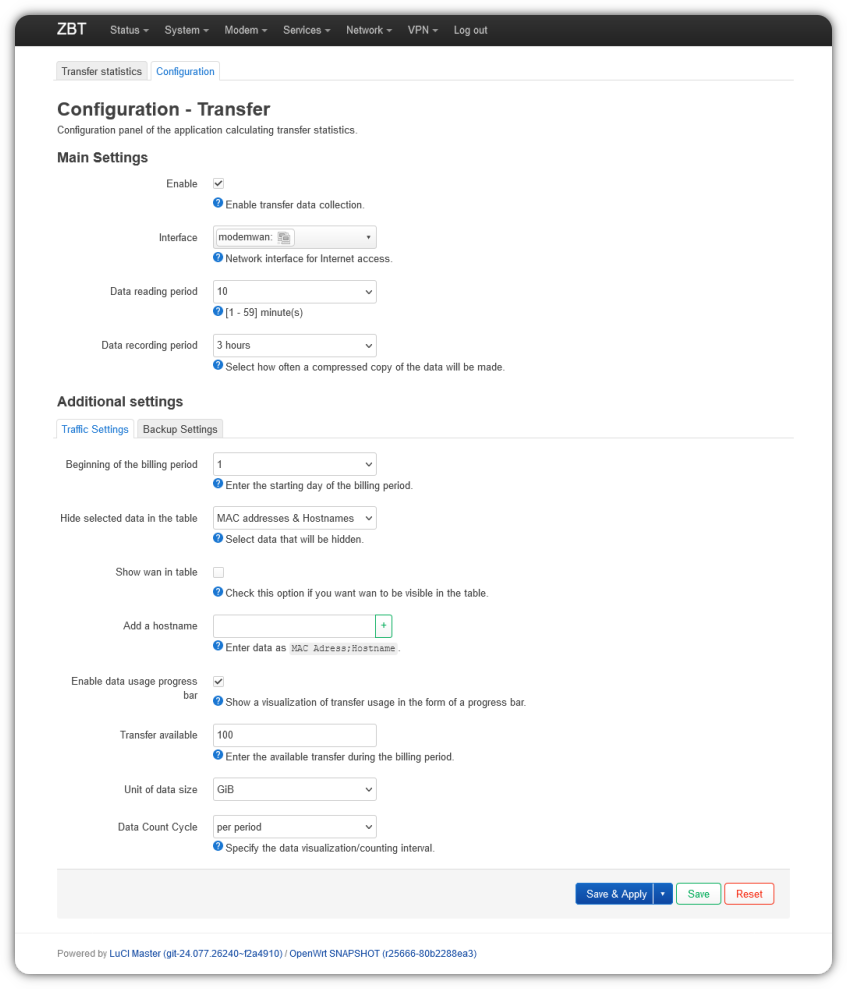 ZBT Status System Modem Services Network VPN Log out
Transfer statistics Configuration
Configuration - Transfer
Configuration panel of the application calculating transfer statistics.
Main Settings
Enable
Enable transfer data collection.
Interface modemwan:
Network interface for Internet access.
Data reading period 10
[1 - 59] minute(s)
Data recording period 3 hours
Select how often a compressed copy of the data will be made.
Additional settings
Traffic Settings Backup Settings
Beginning of the billing period 1
Enter the starting day of the billing period.
Hide selected data in the table MAC addresses & Hostnames
Select data that will be hidden.
Show wan in table
Check this option if you want wan to be visible in the table.
Add a hostname +
Enter data as MAC Adress;Hostname.
Enable data usage progress
bar
Show a visualization of transfer usage in the form of a progress bar.
Transfer available 100
Enter the available transfer during the billing period.
Unit of data size GiB
Data Count Cycle per period
Specify the data visualization/counting interval.
Save & Apply Save Reset
Powered by LuCI Master (git-24.077.26240~f2a4910) / OpenWrt SNAPSHOT (r25666-80b2288ea3)